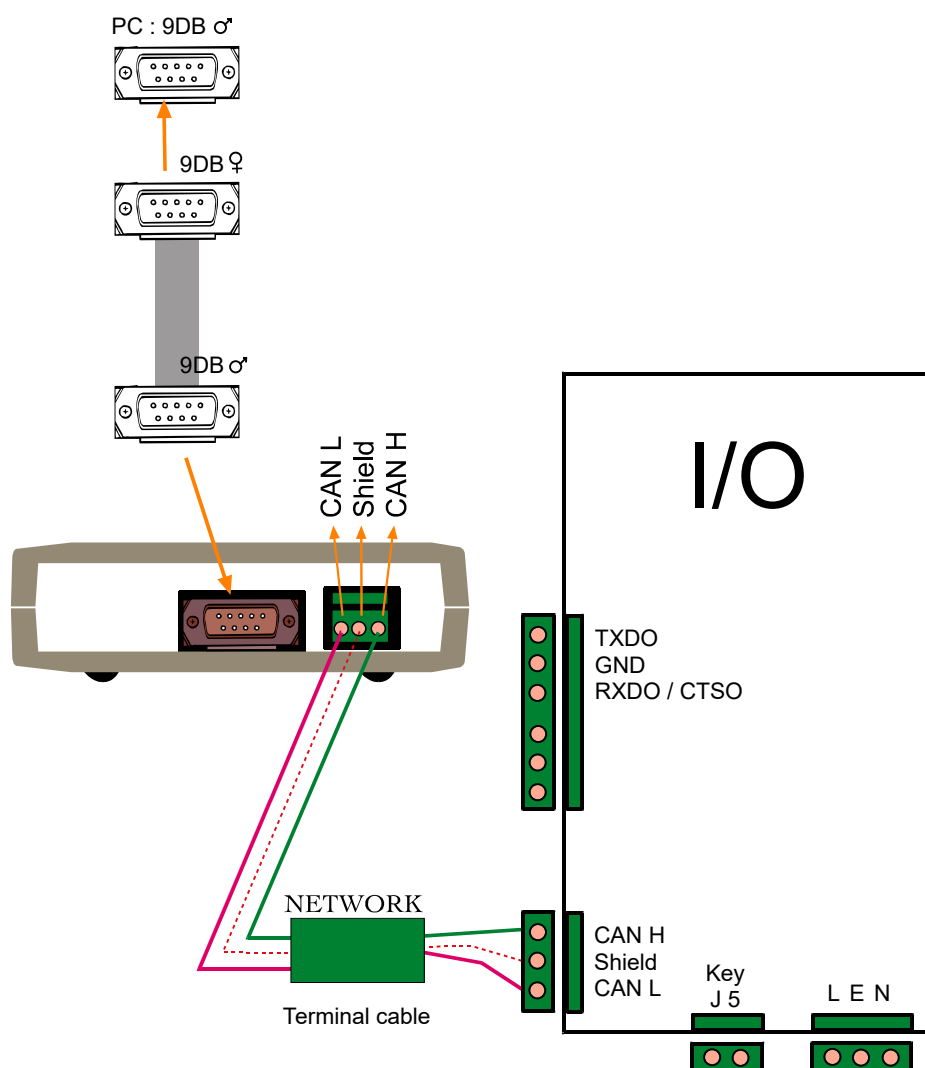 PC : 9DB ♂
9DB ♀
9DB ♂
CAN L
Shield
CAN H
I/O
TXDO
GND
RXDO / CTSO
NETWORK
Terminal cable
CAN H
Shield
CAN L
Key
J 5
L E N